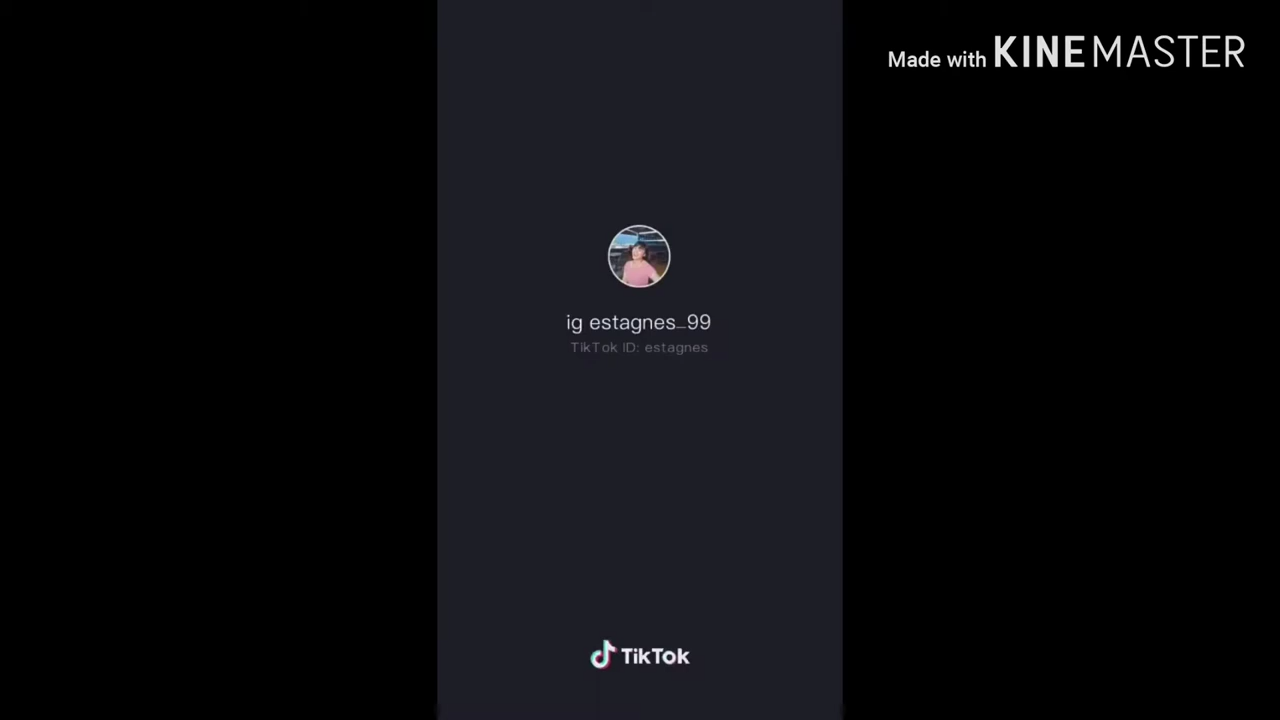 Made with KINEMASTER
ig estagnes_99
TikTok ID: estagnes
TikTok